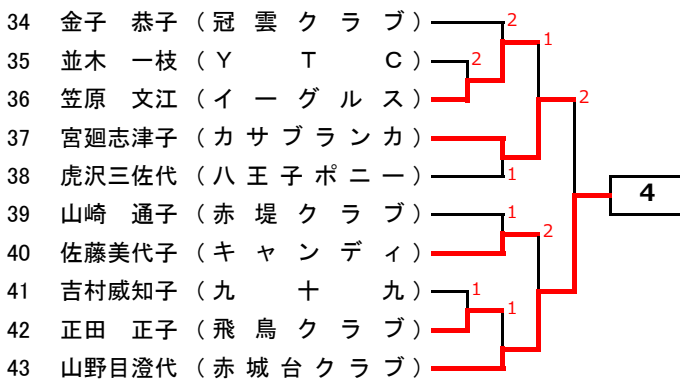 34 金子 恭子 (冠雲クラブ) 2
1
35 並木 一枝 (YTC) 2
36 笠原 文江 (イーグルス) 2
37 宮廻志津子 (カサブランカ)
38 虎沢三佐代 (八王子ポニー) 1
4
39 山崎 通子 (赤堤クラブ) 1
2
40 佐藤美代子 (キャンディ)
41 吉村威知子 (九十九) 1
1
42 正田 正子 (飛鳥クラブ)
43 山野目澄代 (赤城台クラブ)